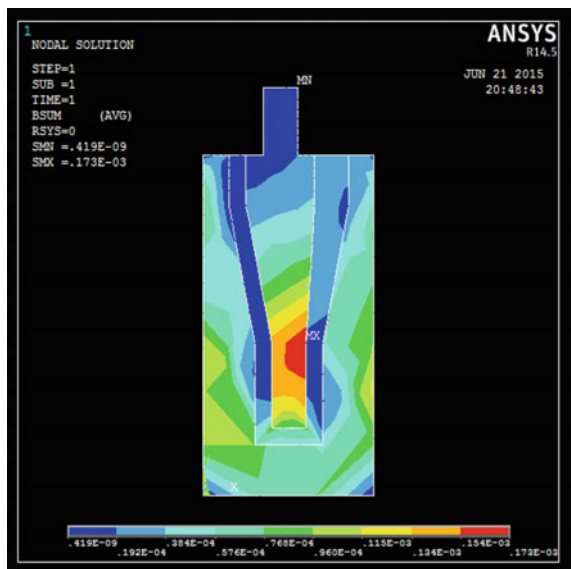 1
NODAL SOLUTION
STEP=1
SUB =1
TIME=1
BSUM (AVG)
RSYS=0
SMN =.419E-09
SMX =.173E-03
ANSYS
R14.5
JUN 21 2015
20:48:43
MN
MX
X
.419E-09 .384E-04 .768E-04 .115E-03 .154E-03
.192E-04 .576E-04 .960E-04 .134E-03 .173E-03